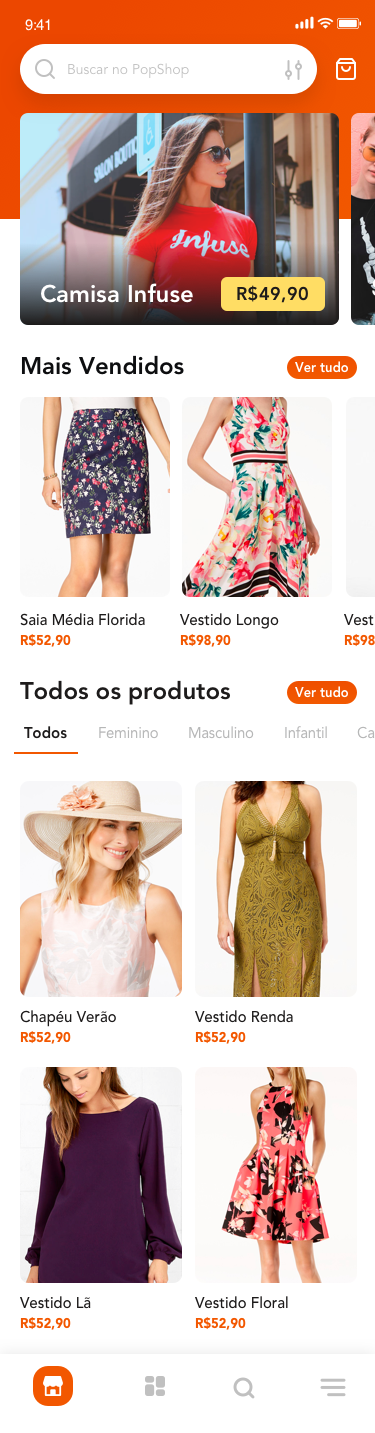 9:41
Buscar no PopShop
SALON BOUTIQ
Infuse
Camisa Infuse
R$49,90
Mais Vendidos
Ver tudo
Saia Média Florida
Vestido Longo
Vest
R$52,90
R$98,90
R$98
Todos os produtos
Ver tudo
Todos
Feminino
Masculino
Infantil
Ca
Chapéu Verão
Vestido Renda
R$52,90
R$52,90
Vestido Lã
Vestido Floral
R$52,90
R$52,90